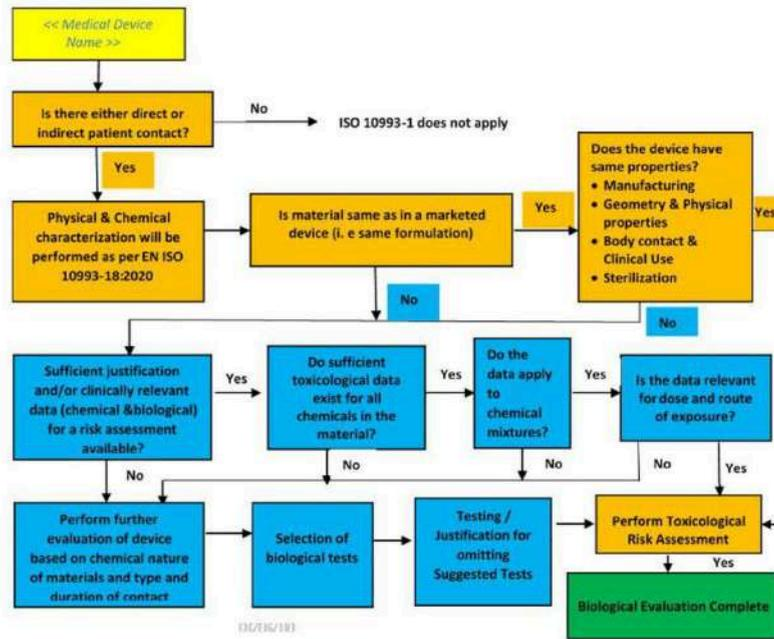 << Medical Device
Name >>
Is there either direct or
indirect patient contact?
No
ISO 10993-1 does not apply
Yes
Physical & Chemical
characterization will be
performed as per EN ISO
10993-18:2020
Is material same as in a marketed
device (i. e same formulation)
Yes
Does the device have
same properties?
• Manufacturing
• Geometry & Physical
properties
• Body contact &
Clinical Use
• Sterilization
Yes
No
No
Sufficient justification
and/or clinically relevant
data (chemical &biological)
for a risk assessment
available?
Yes
Do sufficient
toxicological data
exist for all
chemicals in the
material?
Yes
Do the
data apply
to
chemical
mixtures?
Yes
Is the data relevant
for dose and route
of exposure?
No
No
No
No
Yes
Perform further
evaluation of device
based on chemical nature
of materials and type and
duration of contact
Selection of
biological tests
Testing /
Justification for
omitting
Suggested Tests
Perform Toxicological
Risk Assessment
Yes
Biological Evaluation Complete